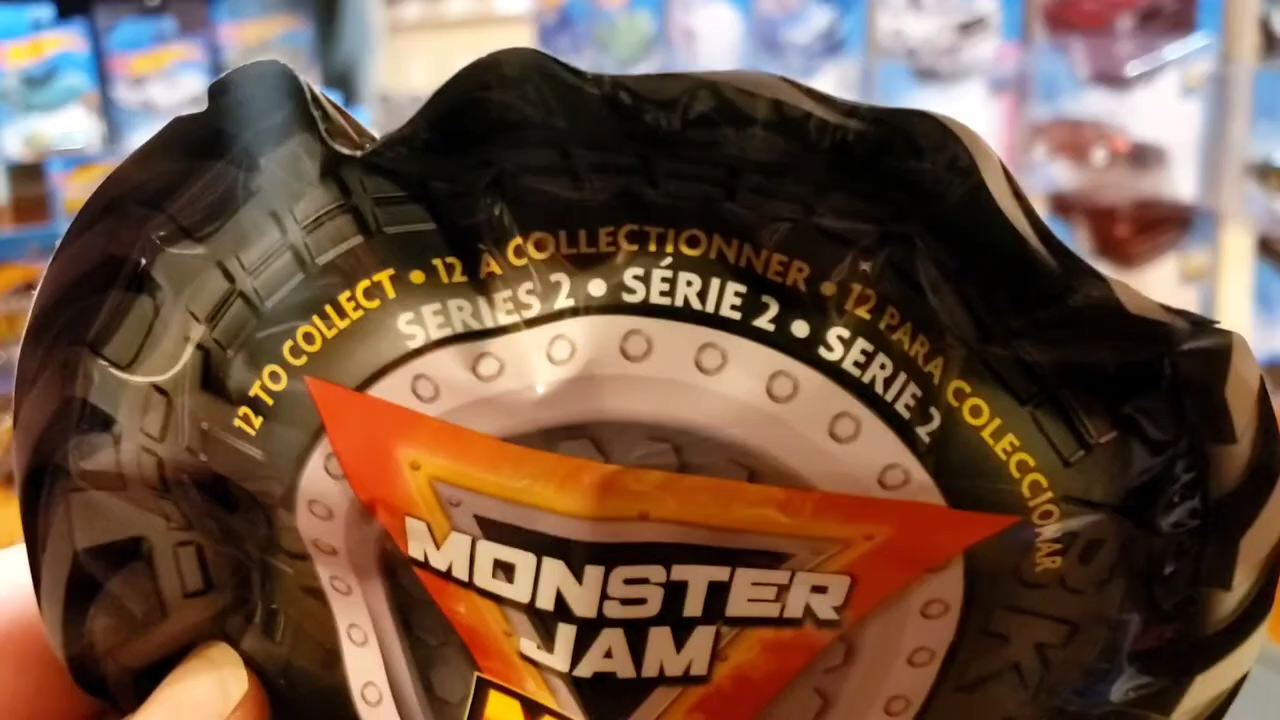 12 TO COLLECT • 12 À COLLECTIONNER • 12 PARA COLECCIONAR
SERIES 2 • SÉRIE 2 • SERIE 2
MONSTER
JAM